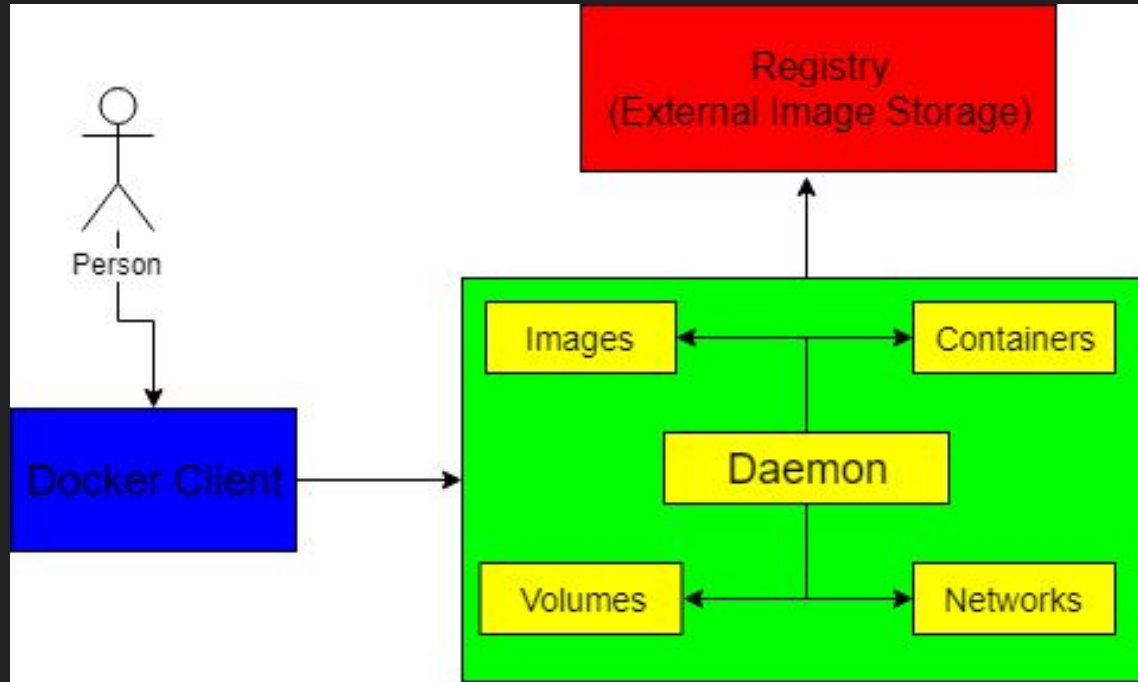 Registry
(External Image Storage)
Person
Images
Containers
Docker Client
Daemon
Volumes
Networks